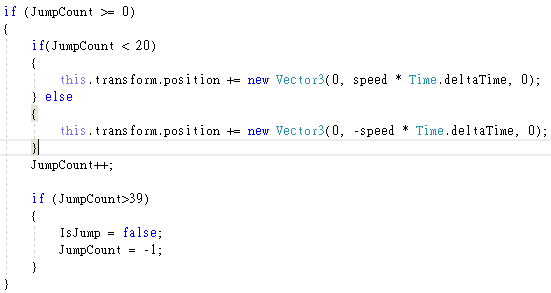 if (JumpCount >= 0)
{
    if(JumpCount < 20)
    {
        this.transform.position += new Vector3(0, speed * Time.deltaTime, 0);
    } else
    {
        this.transform.position += new Vector3(0, -speed * Time.deltaTime, 0);
    }
    JumpCount++;

    if (JumpCount>39)
    {
        IsJump = false;
        JumpCount = -1;
    }
}